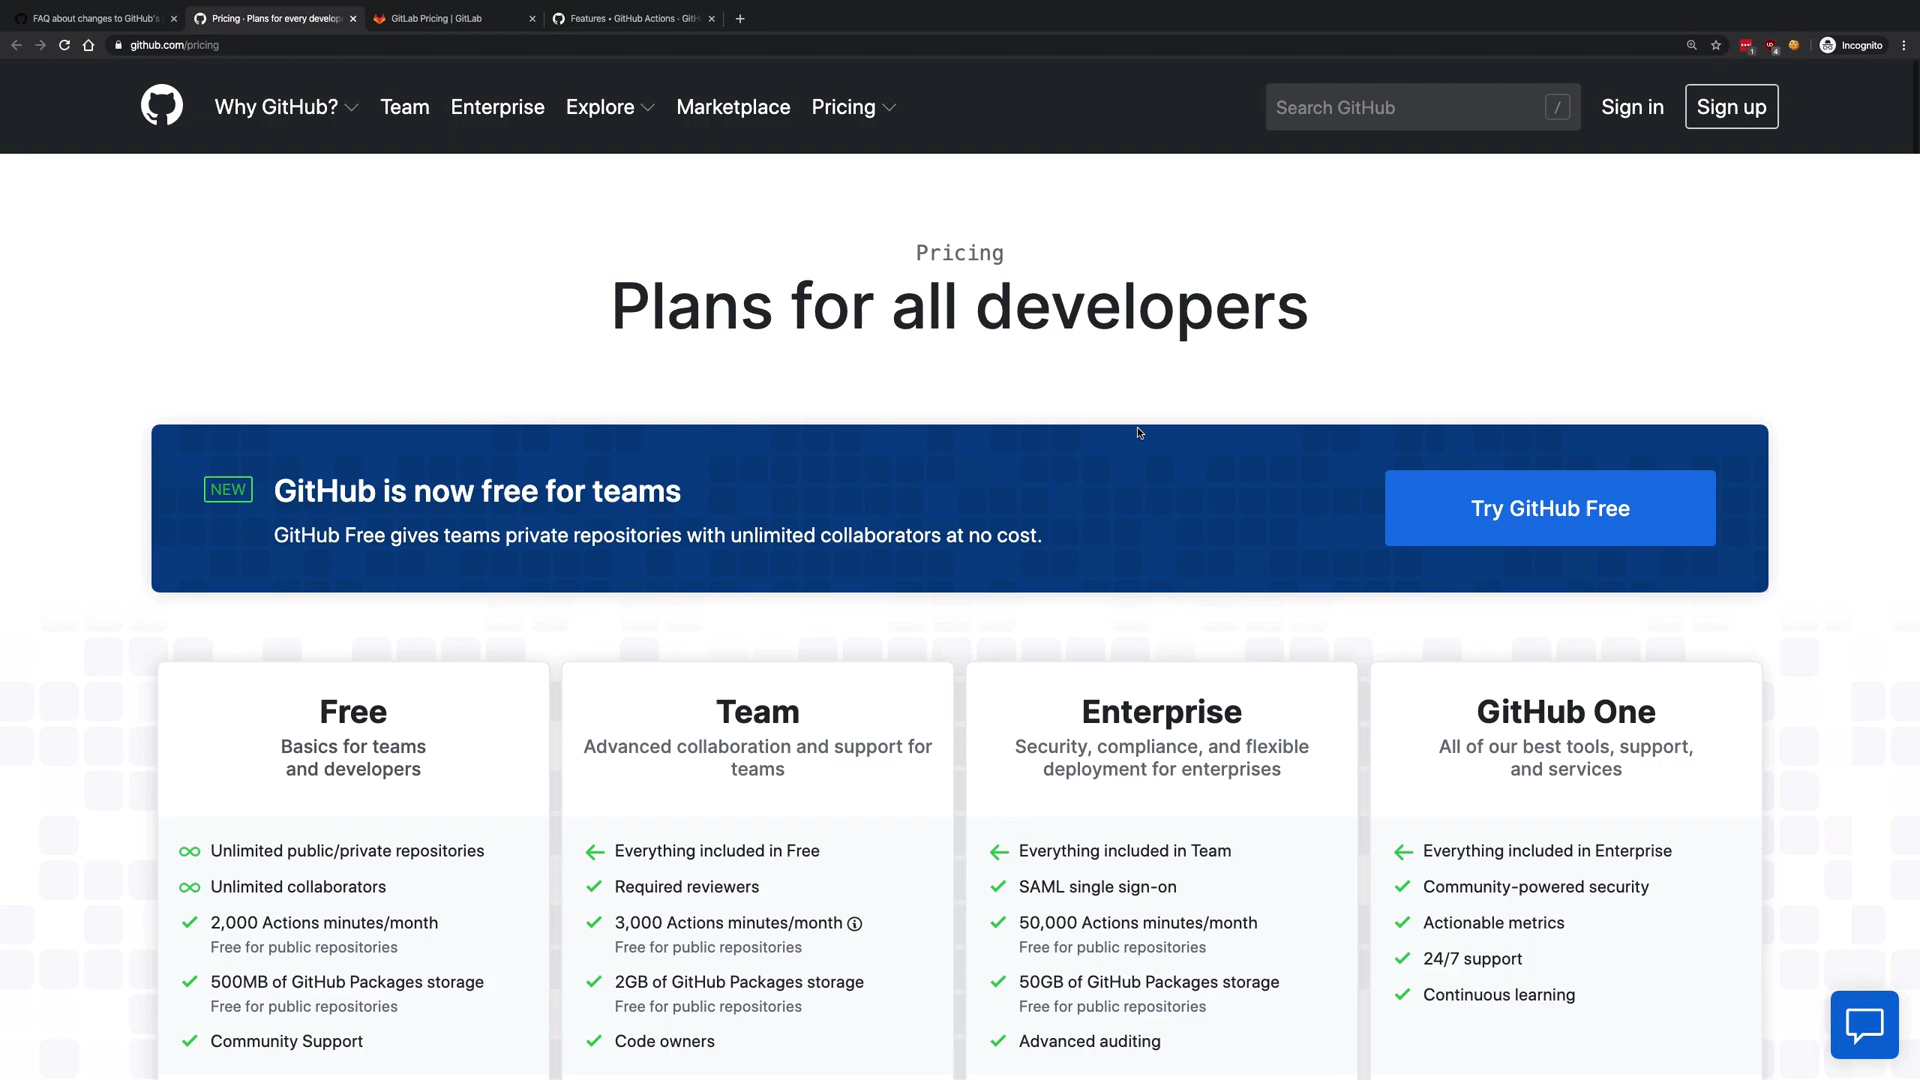 FAQ about changes to GitHub's
Pricing · Plans for every develop
GitLab Pricing | GitLab
Features • GitHub Actions · GitH
github.com/pricing
1
4
Incognito
Why GitHub?
Team
Enterprise
Explore
Marketplace
Pricing
Search GitHub
/
Sign in
Sign up
Pricing
Plans for all developers
NEW
GitHub is now free for teams
GitHub Free gives teams private repositories with unlimited collaborators at no cost.
Try GitHub Free
Free
Basics for teams
and developers
Unlimited public/private repositories
Unlimited collaborators
2,000 Actions minutes/month
Free for public repositories
500MB of GitHub Packages storage
Free for public repositories
Community Support
Team
Advanced collaboration and support for
teams
Everything included in Free
Required reviewers
3,000 Actions minutes/month
Free for public repositories
2GB of GitHub Packages storage
Free for public repositories
Code owners
Enterprise
Security, compliance, and flexible
deployment for enterprises
Everything included in Team
SAML single sign-on
50,000 Actions minutes/month
Free for public repositories
50GB of GitHub Packages storage
Free for public repositories
Advanced auditing
GitHub One
All of our best tools, support,
and services
Everything included in Enterprise
Community-powered security
Actionable metrics
24/7 support
Continuous learning